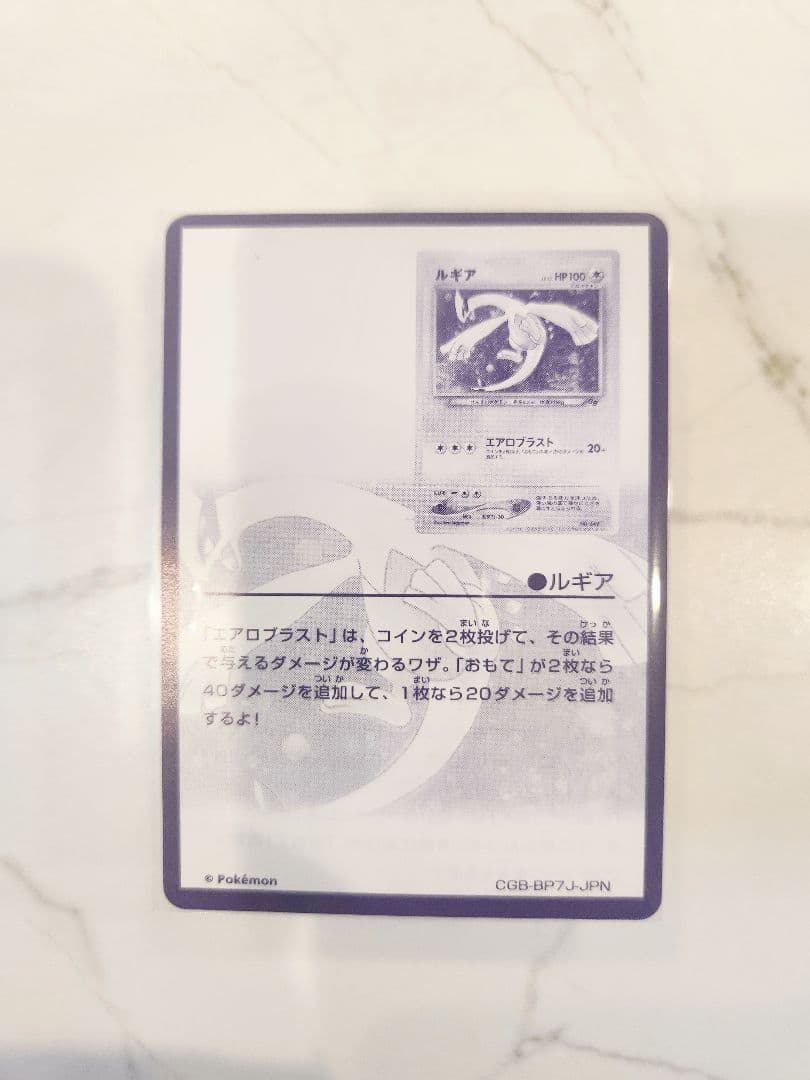 ルギア
HP100
エアロブラスト
20+
●ルギア
「エアロブラスト」は、コインを2枚投げて、その結果
で与えるダメージが変わるワザ。「おもて」が2枚なら
40ダメージを追加して、1枚なら20ダメージを追加
するよ!
© Pokémon
CGB-BP7J-JPN